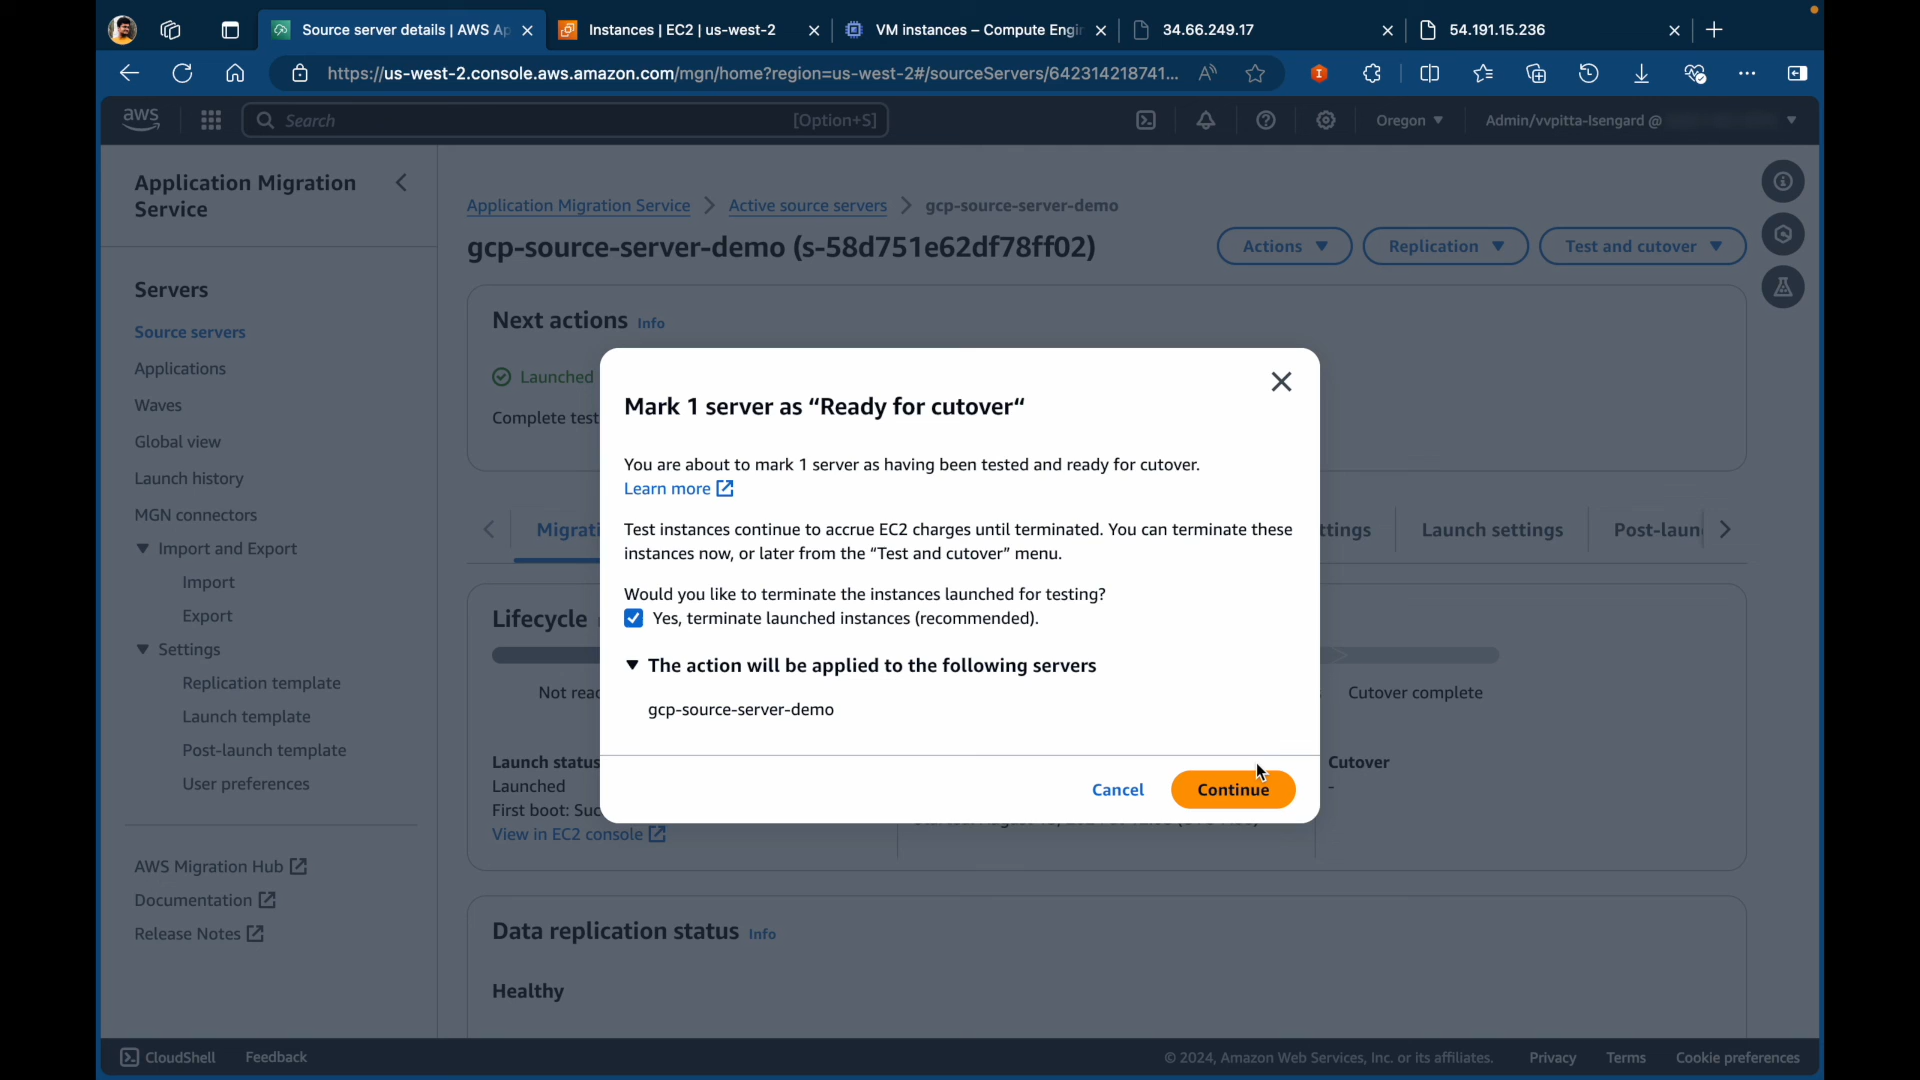 Source server details | AWS Ap
Instances | EC2 | us-west-2
VM instances – Compute Engin
34.66.249.17
54.191.15.236
https://us-west-2.console.aws.amazon.com/mgn/home?region=us-west-2#/sourceServers/642314218741...
aws
Search
[Option+S]
Oregon
Admin/vvpitta-Isengard @
Application Migration
Service
Servers
Source servers
Applications
Waves
Global view
Launch history
MGN connectors
Import and Export
Import
Export
Settings
Replication template
Launch template
Post-launch template
User preferences
AWS Migration Hub
Documentation
Release Notes
Application Migration Service
Active source servers
gcp-source-server-demo
gcp-source-server-demo (s-58d751e62df78ff02)
Actions
Replication
Test and cutover
Next actions Info
Launched
Complete test
Migrati
ttings
Launch settings
Post-laun
Lifecycle
Not read
Cutover complete
Launch status
Launched
First boot: Suc
View in EC2 console
Cutover
-
Data replication status Info
Healthy
Mark 1 server as “Ready for cutover“
You are about to mark 1 server as having been tested and ready for cutover.
Learn more
Test instances continue to accrue EC2 charges until terminated. You can terminate these
instances now, or later from the “Test and cutover” menu.
Would you like to terminate the instances launched for testing?
Yes, terminate launched instances (recommended).
The action will be applied to the following servers
gcp-source-server-demo
Cancel
Continue
CloudShell
Feedback
© 2024, Amazon Web Services, Inc. or its affiliates.
Privacy
Terms
Cookie preferences